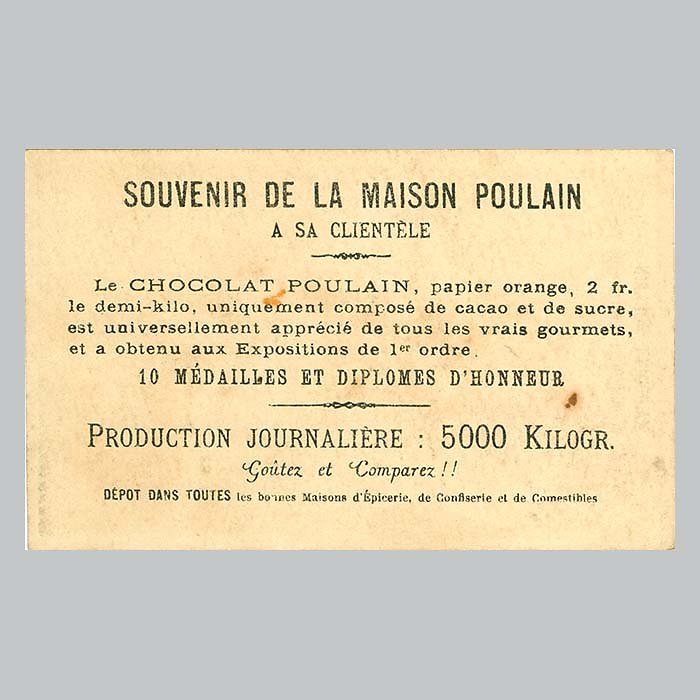 SOUVENIR DE LA MAISON POULAIN
A SA CLIENTÈLE
Le CHOCOLAT POULAIN, papier orange, 2 fr.
le demi-kilo, uniquement composé de cacao et de sucre,
est universellement apprécié de tous les vrais gourmets,
et a obtenu aux Expositions de 1er ordre.
10 MÉDAILLES ET DIPLOMES D'HONNEUR
PRODUCTION JOURNALIÈRE : 5000 KILOGR.
Goûtez et Comparez !!
DÉPOT DANS TOUTES les bonnes Maisons d'Épicerie, de Confiserie et de Comestibles